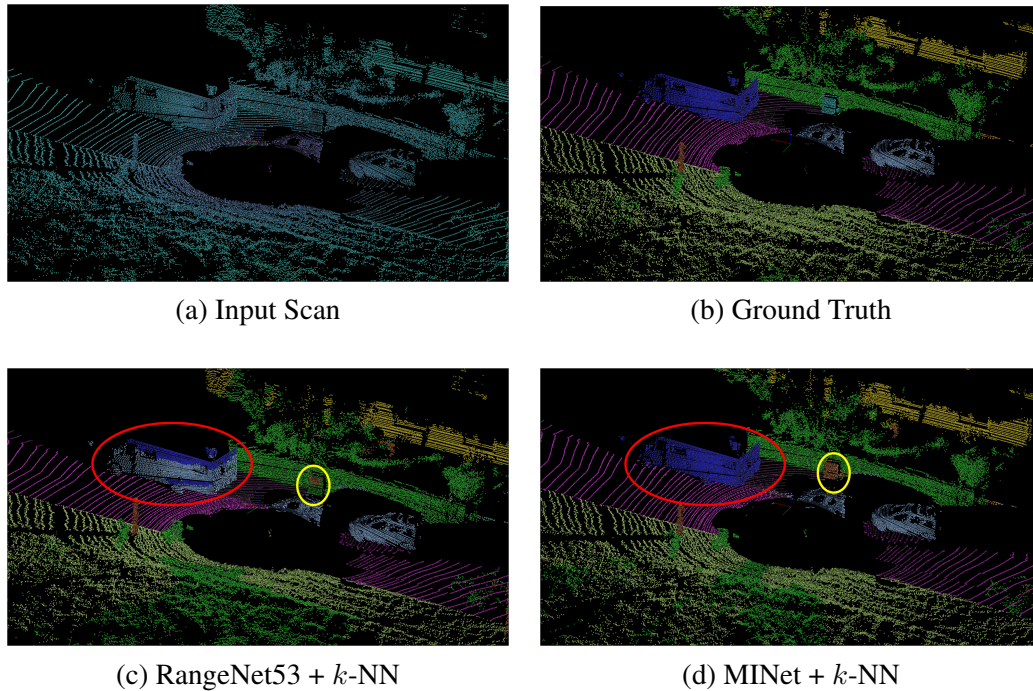 (a) Input Scan
(b) Ground Truth
(c) RangeNet53 + k-NN
(d) MINet + k-NN